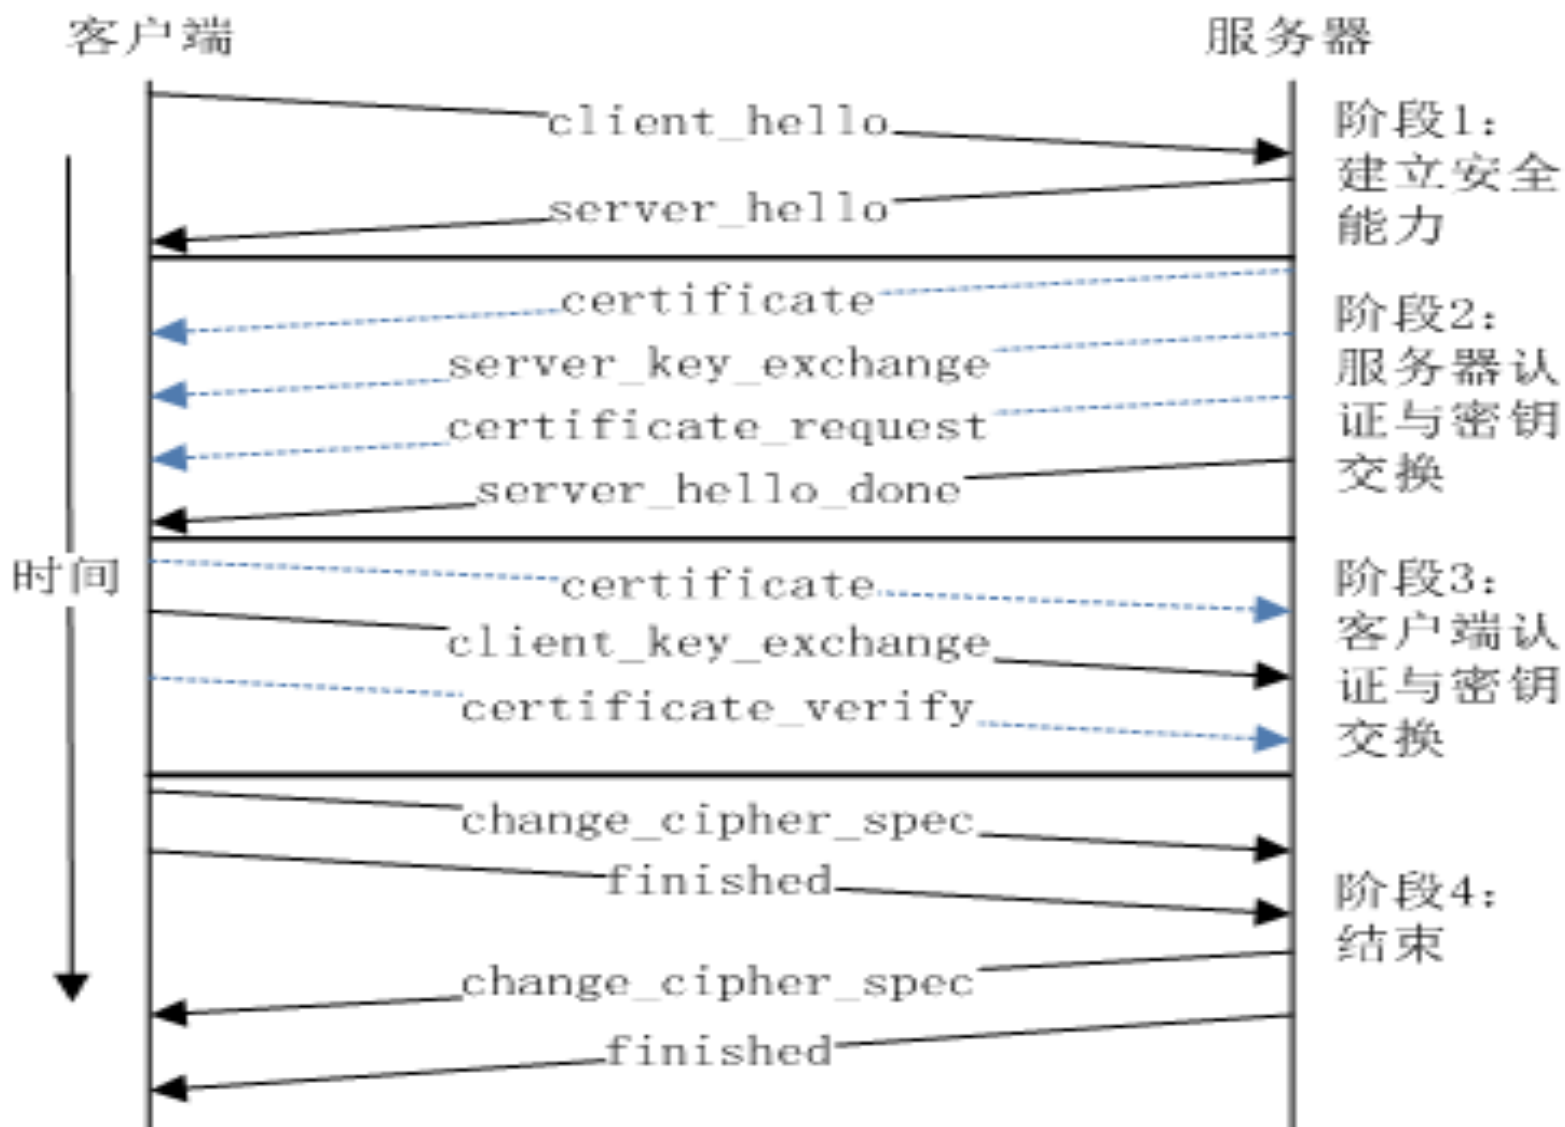 客户端
服务器
client_hello
server_hello
阶段1:
建立安全
能力
certificate
server_key_exchange
certificate_request
server_hello_done
阶段2:
服务器认
证与密钥
交换
时间
certificate
client_key_exchange
certificate_verify
阶段3:
客户端认
证与密钥
交换
change_cipher_spec
finished
change_cipher_spec
finished
阶段4:
结束